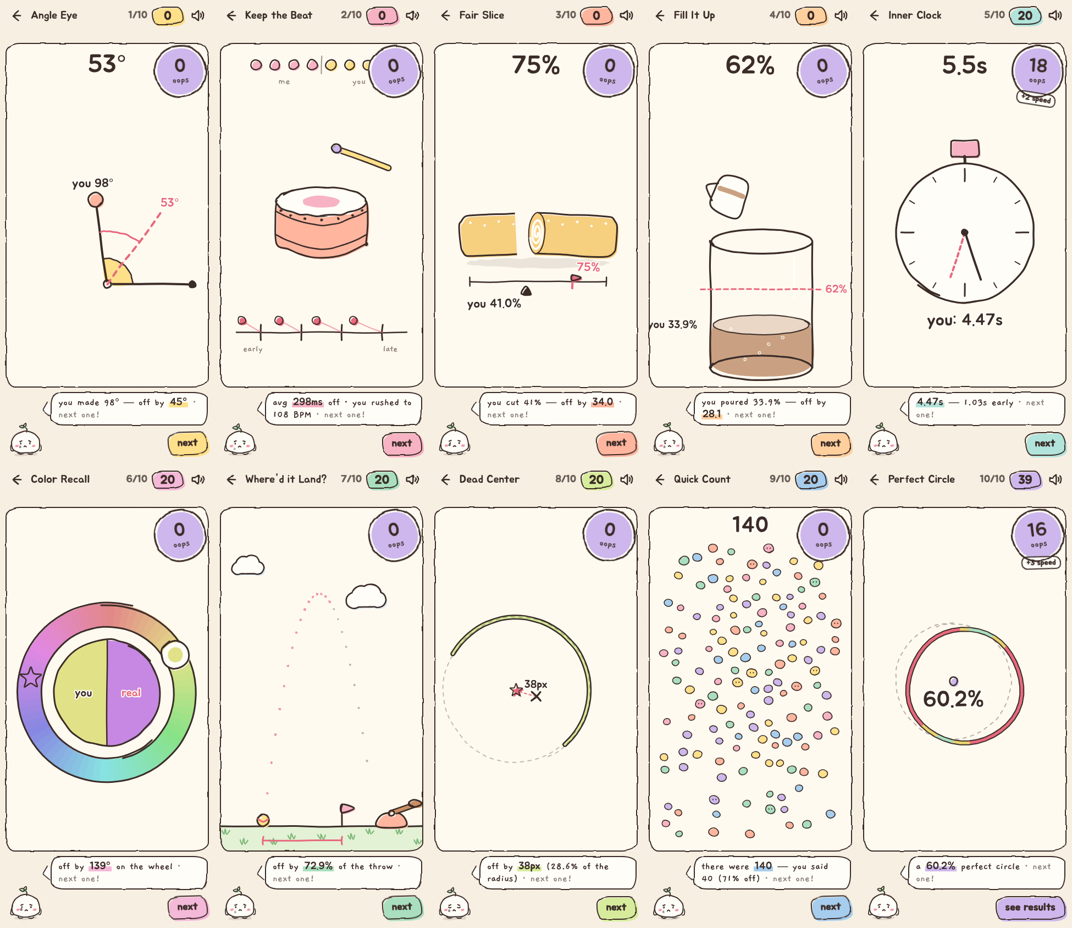 Angle Eye 1/10 0
53° 0
oops
you 98°
53°
you made 98° — off by 45° ·
next one!
next
Keep the Beat 2/10 0
0
oops
me you
early late
avg 298ms off · you rushed to
108 BPM · next one!
next
Fair Slice 3/10 0
75% 0
oops
75%
you 41.0%
you cut 41% — off by 34.0 ·
next one!
next
Fill It Up 4/10 0
62% 0
oops
62%
you 33.9%
you poured 33.9% — off by
28.1 · next one!
next
Inner Clock 5/10 20
5.5s 18
oops
+2 speed
you: 4.47s
4.47s — 1.03s early · next
one!
next
Color Recall 6/10 20
0
oops
you real
off by 139° on the wheel ·
next one!
next
Where'd it Land? 7/10 20
0
oops
off by 72.9% of the throw ·
next one!
next
Dead Center 8/10 20
0
oops
38px
off by 38px (28.6% of the
radius) · next one!
next
Quick Count 9/10 20
140 0
oops
there were 140 — you said
40 (71% off) · next one!
next
Perfect Circle 10/10 39
16
oops
+3 speed
60.2%
a 60.2% perfect circle · next
one!
see results